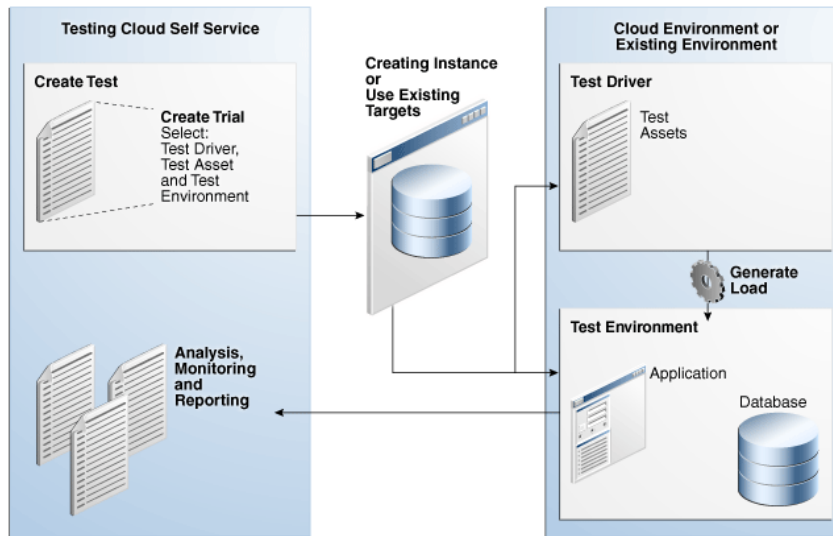 Testing Cloud Self Service
Create Test
Create Trial
Select:
Test Driver,
Test Asset
and Test
Environment
Analysis,
Monitoring
and
Reporting
Creating Instance
or
Use Existing
Targets
Cloud Environment or
Existing Environment
Test Driver
Test
Assets
Generate
Load
Test Environment
Application
Database